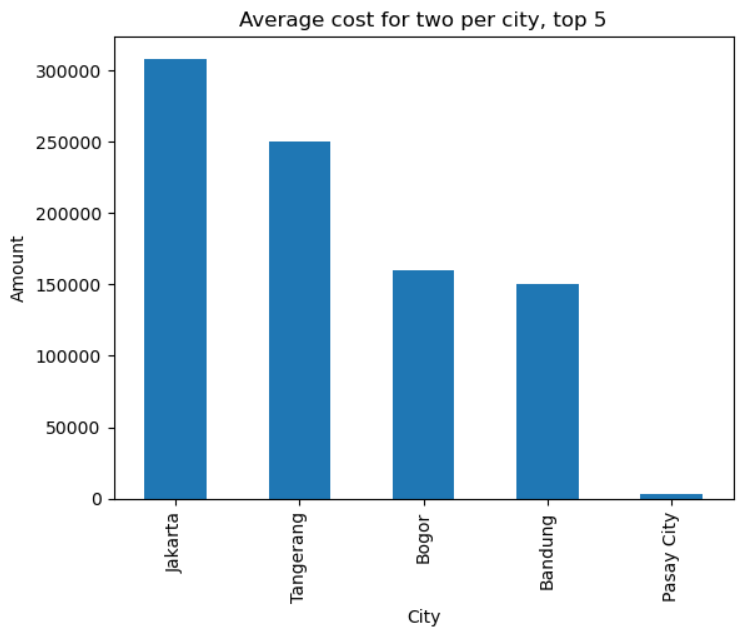 Average cost for two per city, top 5
Amount
300000
250000
200000
150000
100000
50000
0
Jakarta
Tangerang
Bogor
Bandung
Pasay City
City